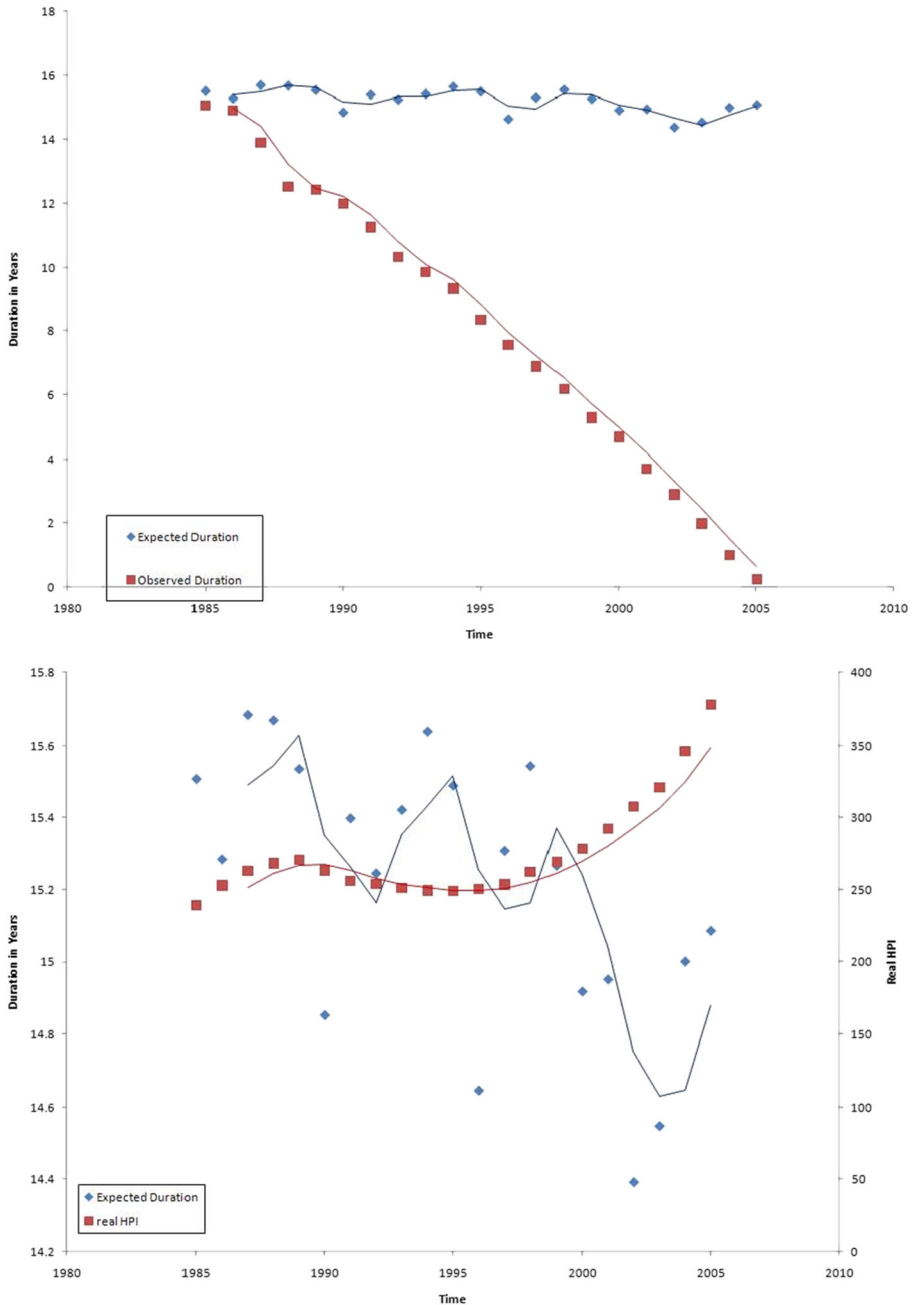 18
16
14
12
10
8
6
4
2
0
Duration in Years
Expected Duration
Observed Duration
1980 1985 1990 1995 2000 2005 2010
Time
15.8
15.6
15.4
15.2
15
14.8
14.6
14.4
14.2
Duration in Years
400
350
300
250
200
150
100
50
0
Real HPI
Expected Duration
real HPI
1980 1985 1990 1995 2000 2005 2010
Time